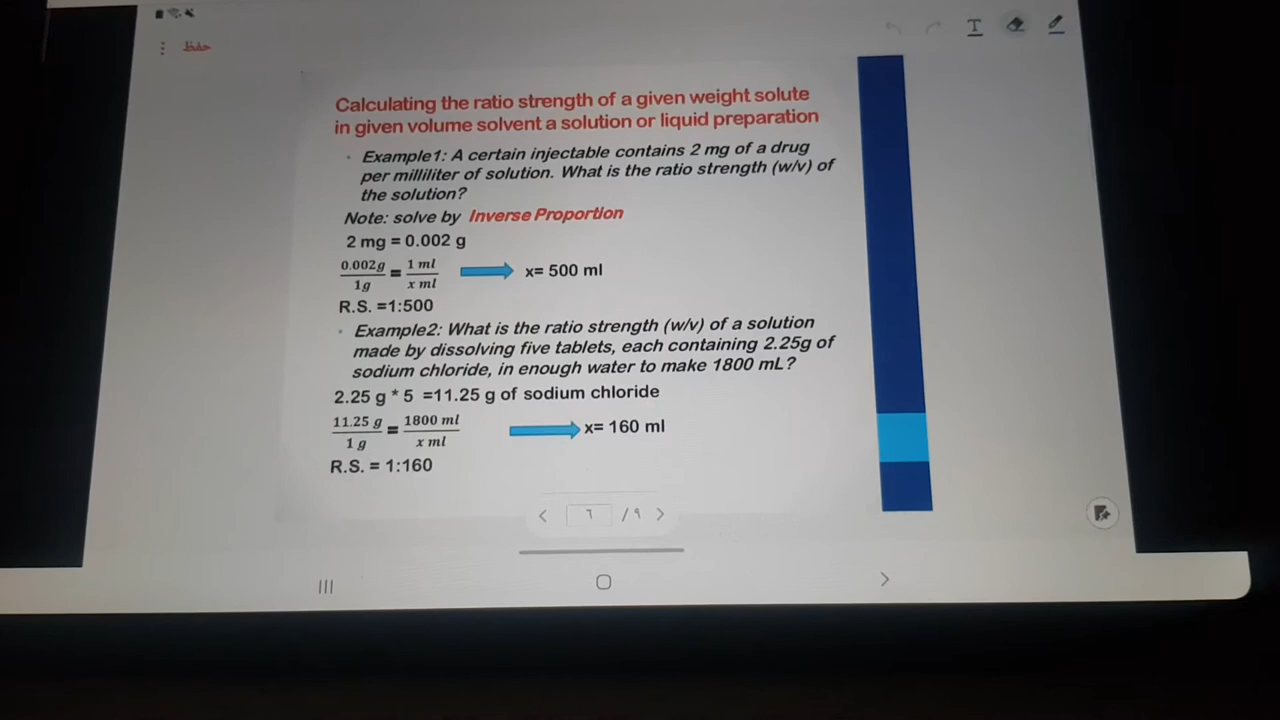 حفظ
T
Calculating the ratio strength of a given weight solute
in given volume solvent a solution or liquid preparation
• Example1: A certain injectable contains 2 mg of a drug
per milliliter of solution. What is the ratio strength (w/v) of
the solution?
Note: solve by Inverse Proportion
2 mg = 0.002 g
0.002g / 1g = 1 ml / x ml x= 500 ml
R.S. =1:500
• Example2: What is the ratio strength (w/v) of a solution
made by dissolving five tablets, each containing 2.25g of
sodium chloride, in enough water to make 1800 mL?
2.25 g * 5 =11.25 g of sodium chloride
11.25 g / 1 g = 1800 ml / x ml x= 160 ml
R.S. = 1:160
٦ / ٩